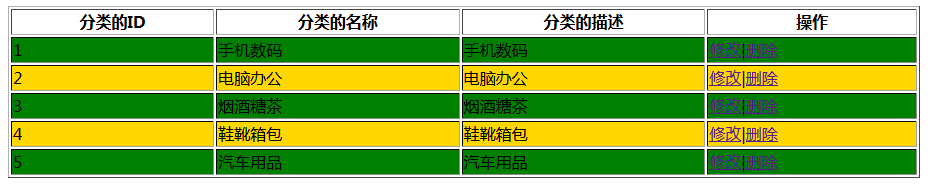 分类的ID 分类的名称 分类的描述 操作
1 手机数码 手机数码 修改|删除
2 电脑办公 电脑办公 修改|删除
3 烟酒糖茶 烟酒糖茶 修改|删除
4 鞋靴箱包 鞋靴箱包 修改|删除
5 汽车用品 汽车用品 修改|删除